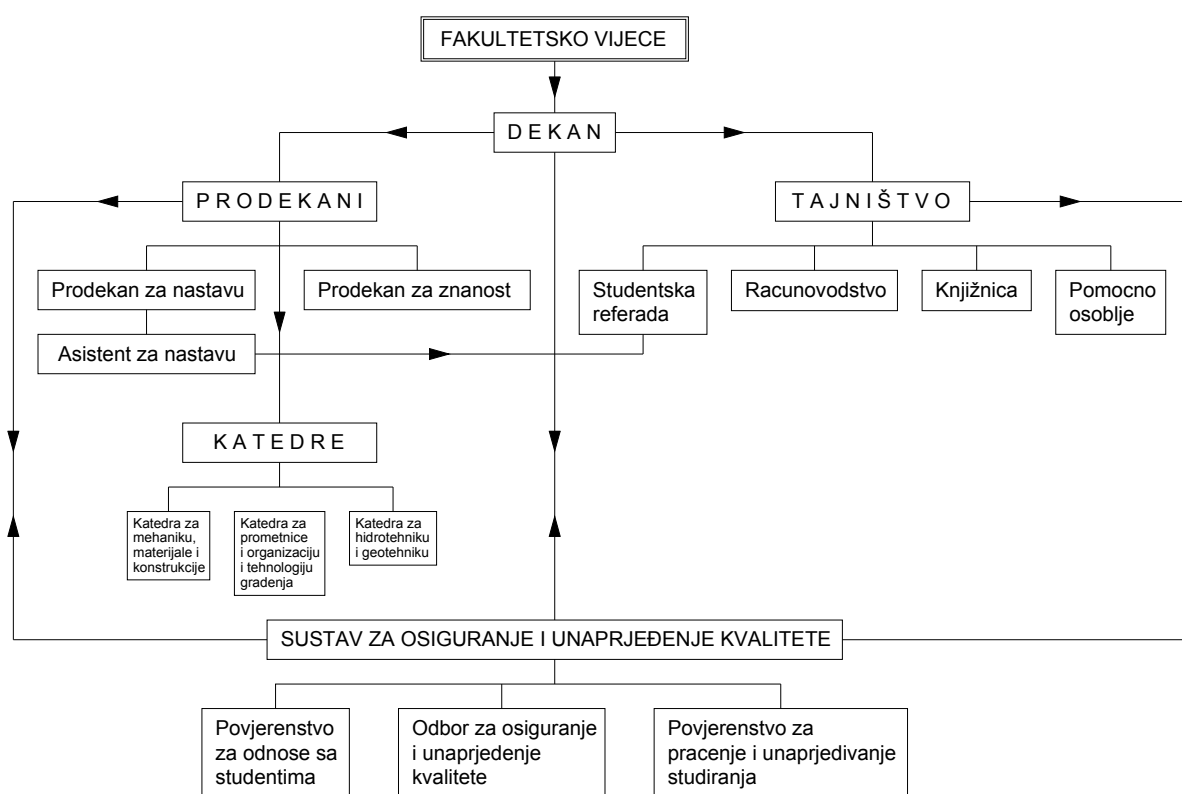 FAKULTETSKO VIJECE
D E K A N
P R O D E K A N I
T A J N I Š T V O
Prodekan za nastavu
Prodekan za znanost
Studentska
referada
Racunovodstvo
Knjižnica
Pomocno
osoblje
Asistent za nastavu
K A T E D R E
Katedra za
mehaniku,
materijale i
konstrukcije
Katedra za
prometnice
i organizaciju
i tehnologiju
gradenja
Katedra za
hidrotehniku
i geotehniku
SUSTAV ZA OSIGURANJE I UNAPRJEĐENJE KVALITETE
Povjerenstvo
za odnose sa
studentima
Odbor za osiguranje
i unaprjedenje
kvalitete
Povjerenstvo za
pracenje i unaprjedivanje
studiranja